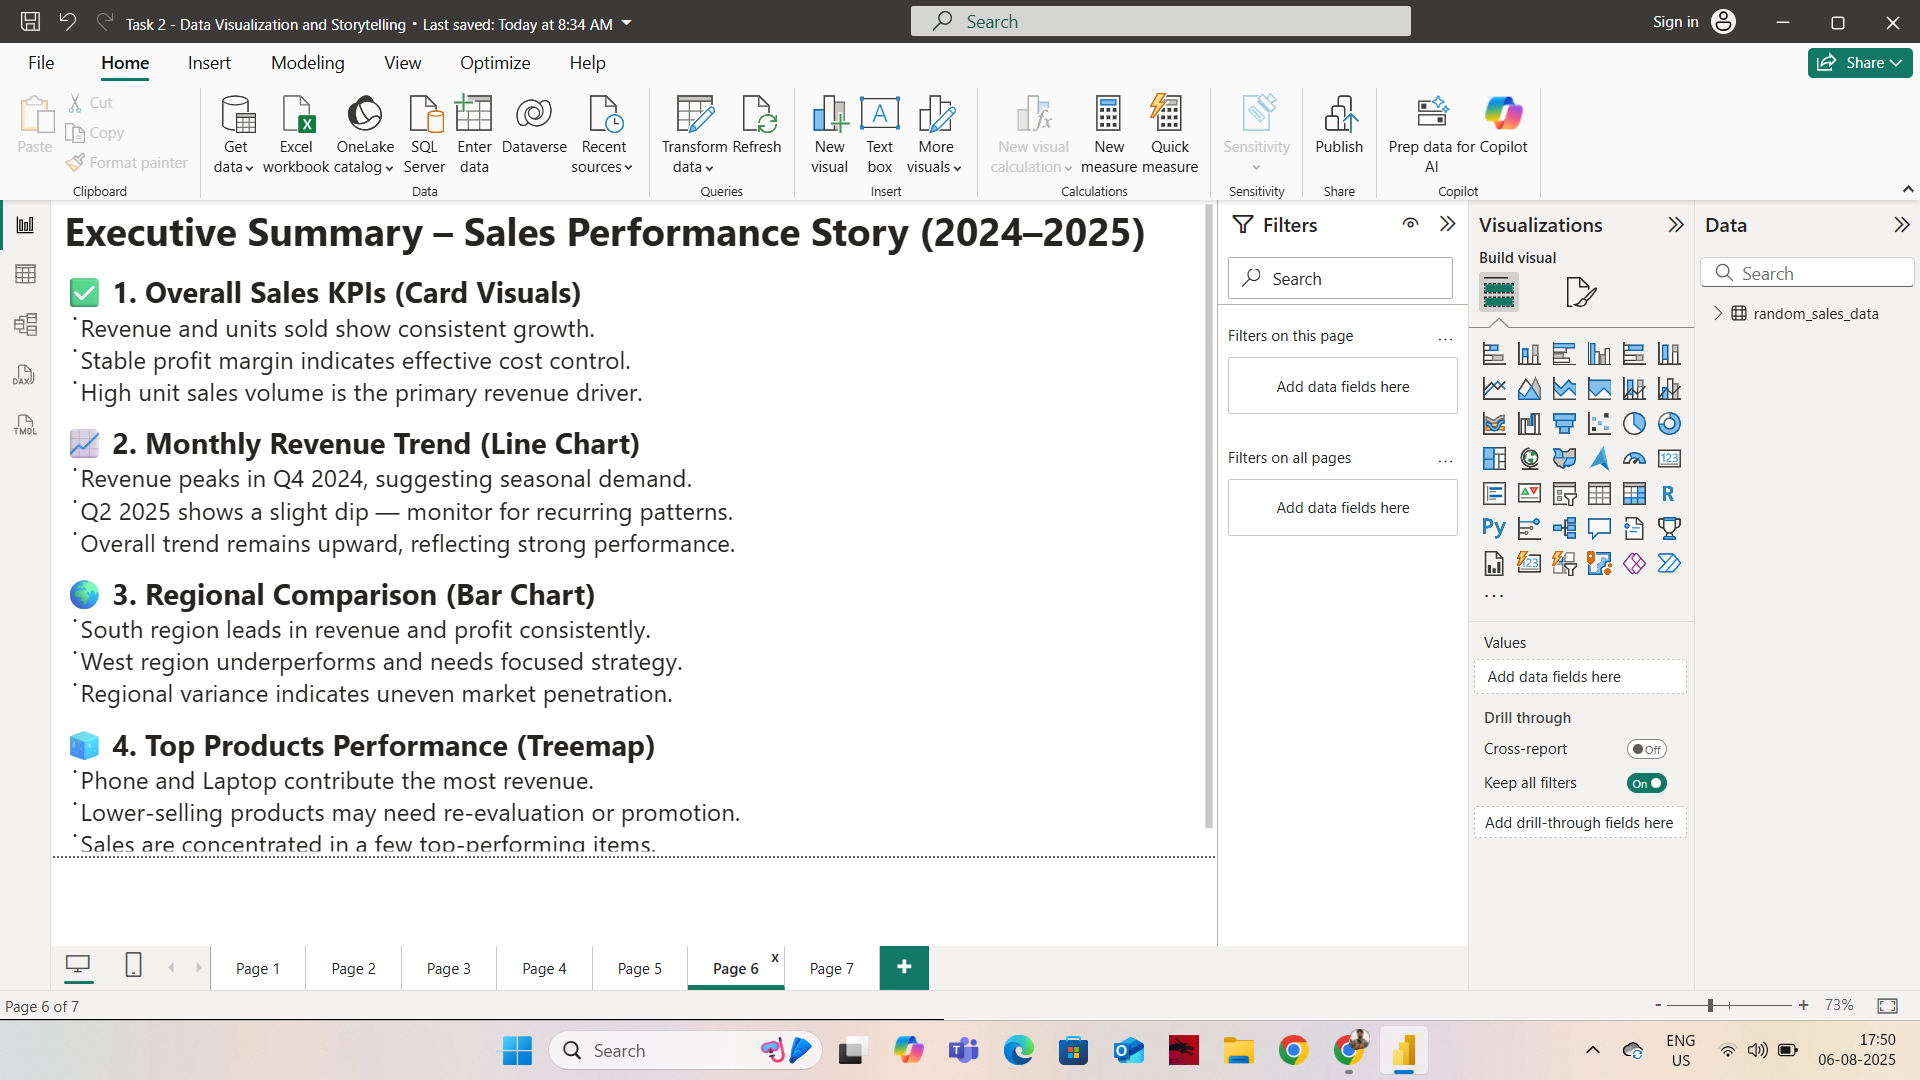 Task 2 - Data Visualization and Storytelling • Last saved: Today at 8:34 AM
Search
Sign in
File
Home
Insert
Modeling
View
Optimize
Help
Share
Paste
Cut
Copy
Format painter
Clipboard
Get data
Excel workbook
OneLake catalog
SQL Server
Enter data
Dataverse
Recent sources
Data
Transform data
Refresh
Queries
New visual
Text box
More visuals
Insert
New visual calculation
New measure
Quick measure
Calculations
Sensitivity
Sensitivity
Publish
Share
Prep data for AI
Copilot
Copilot
DAX
TMDL
Executive Summary – Sales Performance Story (2024–2025)
✅ 1. Overall Sales KPIs (Card Visuals)
• Revenue and units sold show consistent growth.
• Stable profit margin indicates effective cost control.
• High unit sales volume is the primary revenue driver.
📈 2. Monthly Revenue Trend (Line Chart)
• Revenue peaks in Q4 2024, suggesting seasonal demand.
• Q2 2025 shows a slight dip — monitor for recurring patterns.
• Overall trend remains upward, reflecting strong performance.
🌍 3. Regional Comparison (Bar Chart)
• South region leads in revenue and profit consistently.
• West region underperforms and needs focused strategy.
• Regional variance indicates uneven market penetration.
🧊 4. Top Products Performance (Treemap)
• Phone and Laptop contribute the most revenue.
• Lower-selling products may need re-evaluation or promotion.
• Sales are concentrated in a few top-performing items.
Filters
Search
Filters on this page
...
Add data fields here
Filters on all pages
...
Add data fields here
Visualizations
Build visual
123
R
Py
123
...
Values
Add data fields here
Drill through
Cross-report
Off
Keep all filters
On
Add drill-through fields here
Data
Search
random_sales_data
Page 1
Page 2
Page 3
Page 4
Page 5
Page 6
x
Page 7
+
Page 6 of 7
-
+
73%
Search
ENG
US
17:50
06-08-2025